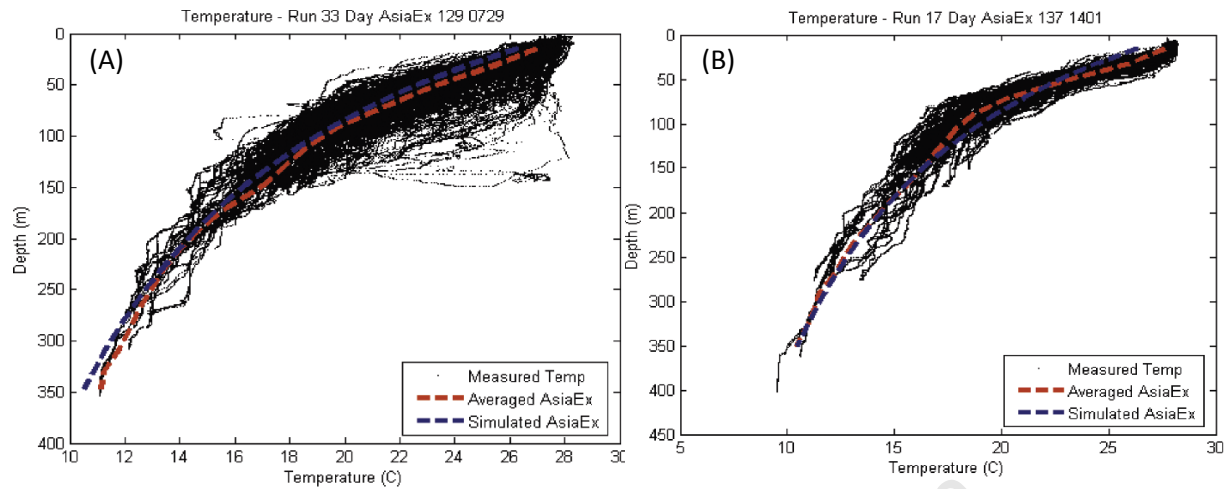 Temperature - Run 33 Day AsiaEx 129 0729
(A)
0
50
100
150
200
250
300
350
400
Depth (m)
10 12 14 16 18 20 22 24 26 28 30
Temperature (C)
Measured Temp
Averaged AsiaEx
Simulated AsiaEx
Temperature - Run 17 Day AsiaEx 137 1401
(B)
0
50
100
150
200
250
300
350
400
450
Depth (m)
5 10 15 20 25 30
Temperature (C)
Measured Temp
Averaged AsiaEx
Simulated AsiaEx